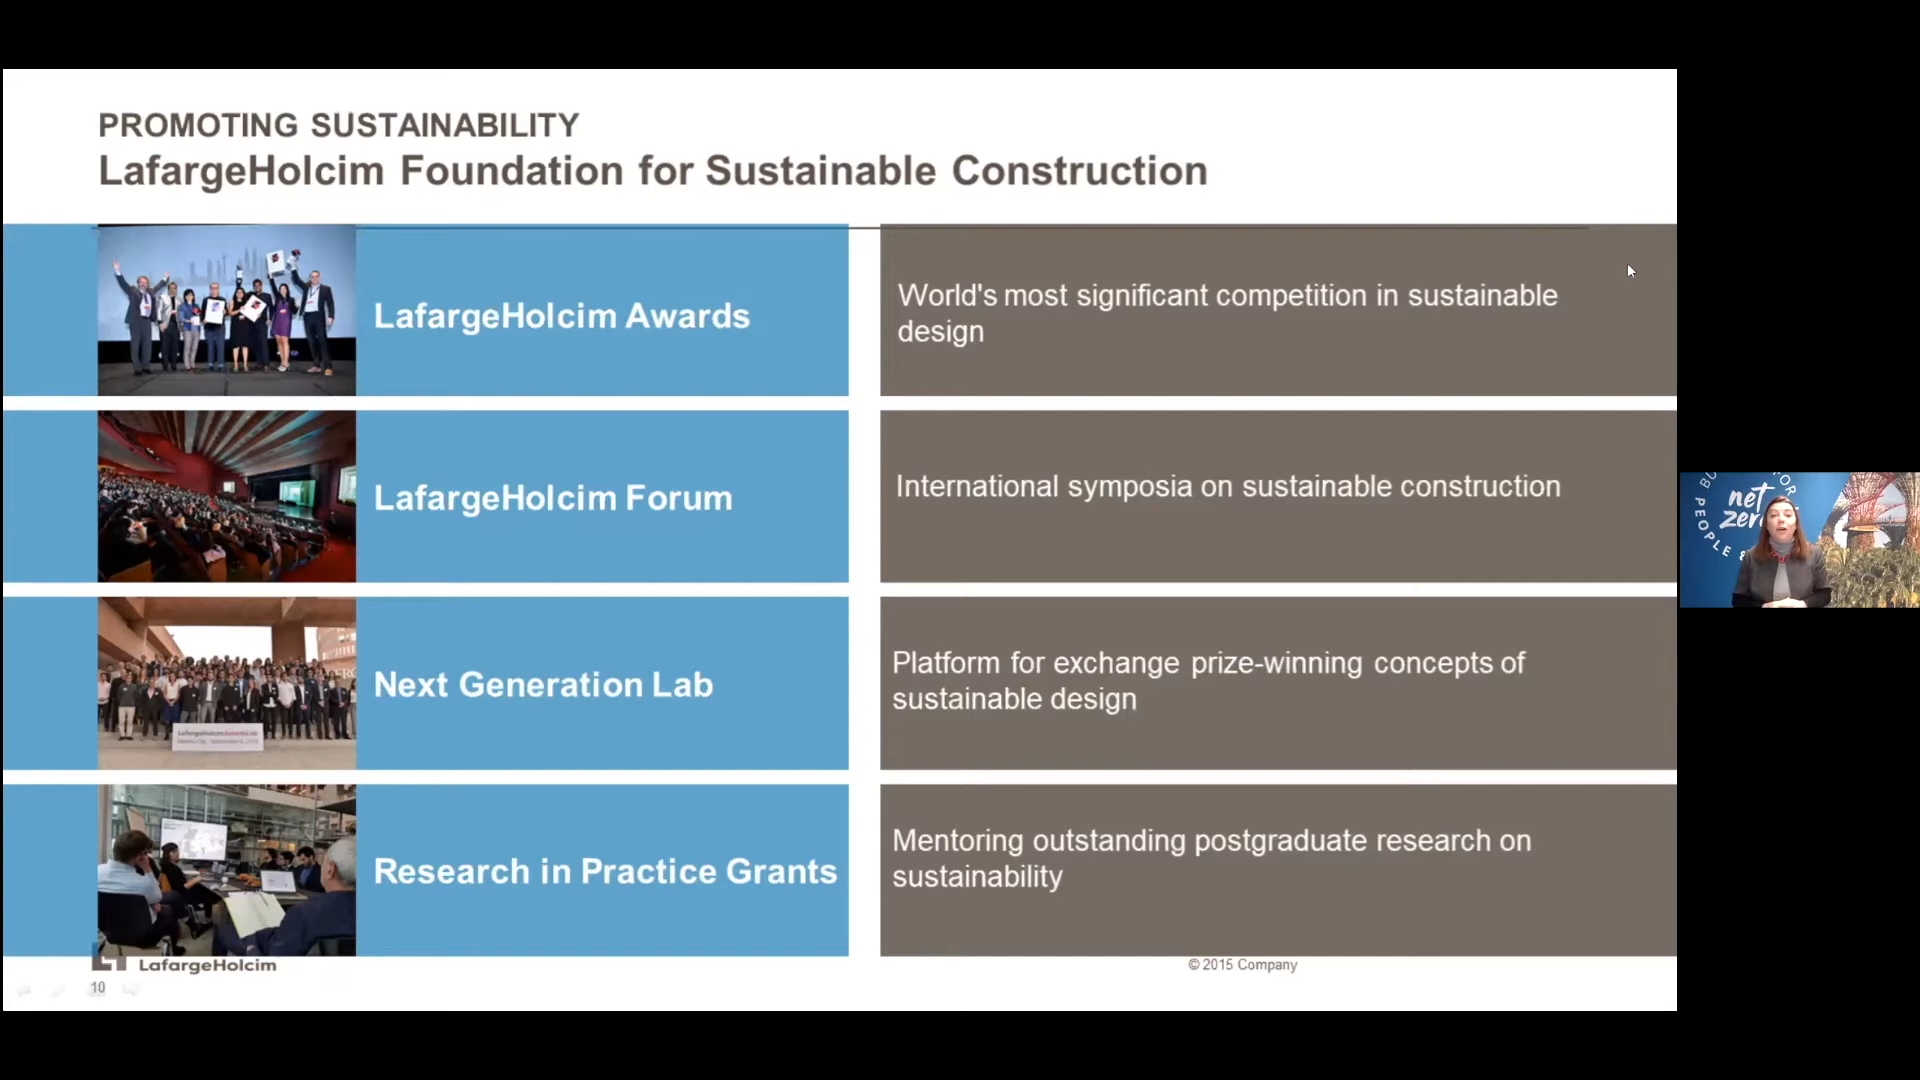 PROMOTING SUSTAINABILITY
LafargeHolcim Foundation for Sustainable Construction
LafargeHolcim Awards
World's most significant competition in sustainable
design
LafargeHolcim Forum
International symposia on sustainable construction
Next Generation Lab
Platform for exchange prize-winning concepts of
sustainable design
Research in Practice Grants
Mentoring outstanding postgraduate research on
sustainability
LafargeHolcim
© 2015 Company
10
net
PEOPLE &